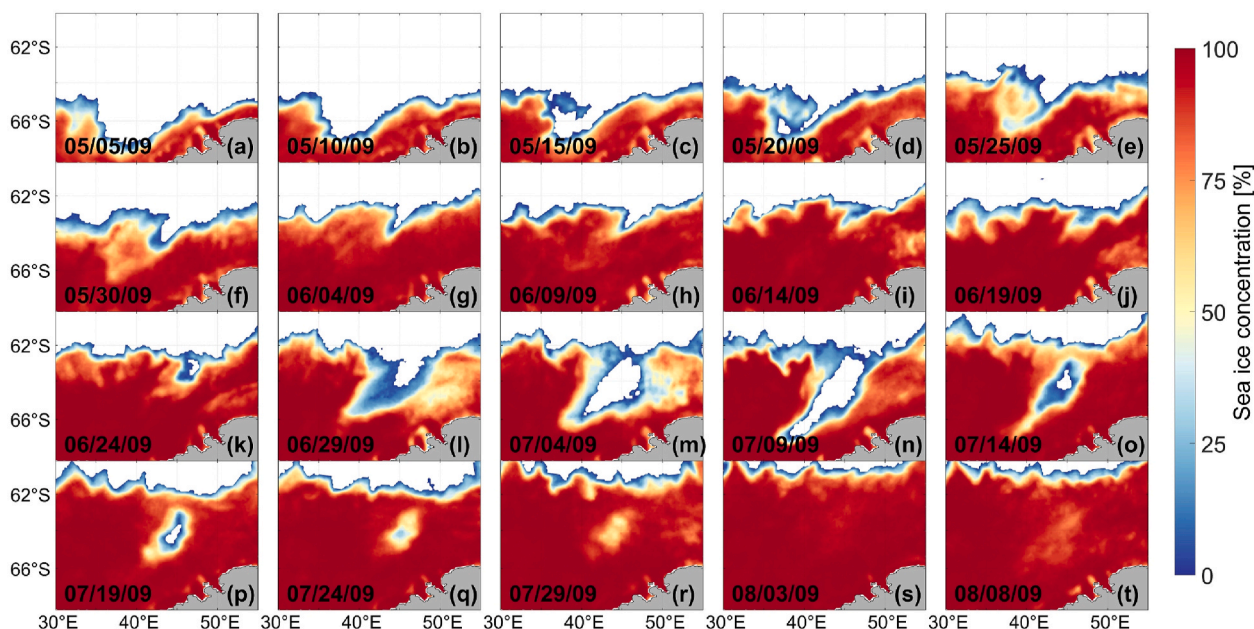 62°S
66°S
05/05/09 (a)
05/10/09 (b)
05/15/09 (c)
05/20/09 (d)
05/25/09 (e)
100
62°S
66°S
05/30/09 (f)
06/04/09 (g)
06/09/09 (h)
06/14/09 (i)
06/19/09 (j)
75
62°S
66°S
06/24/09 (k)
06/29/09 (l)
07/04/09 (m)
07/09/09 (n)
07/14/09 (o)
50
Sea ice concentration [%]
25
62°S
66°S
07/19/09 (p)
07/24/09 (q)
07/29/09 (r)
08/03/09 (s)
08/08/09 (t)
0
30°E 40°E 50°E 30°E 40°E 50°E 30°E 40°E 50°E 30°E 40°E 50°E 30°E 40°E 50°E